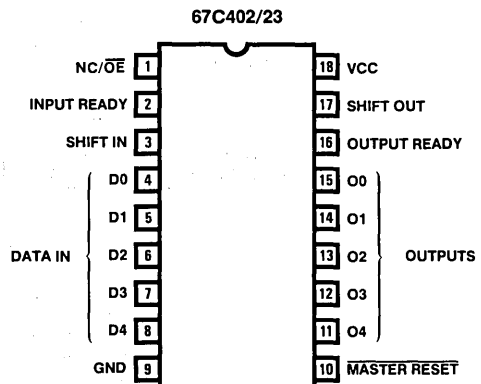 67C402/23
NC/OE 1 18 VCC
INPUT READY 2 17 SHIFT OUT
SHIFT IN 3 16 OUTPUT READY
D0 4 15 O0
D1 5 14 O1
DATA IN D2 6 13 O2 OUTPUTS
D3 7 12 O3
D4 8 11 O4
GND 9 10 MASTER RESET